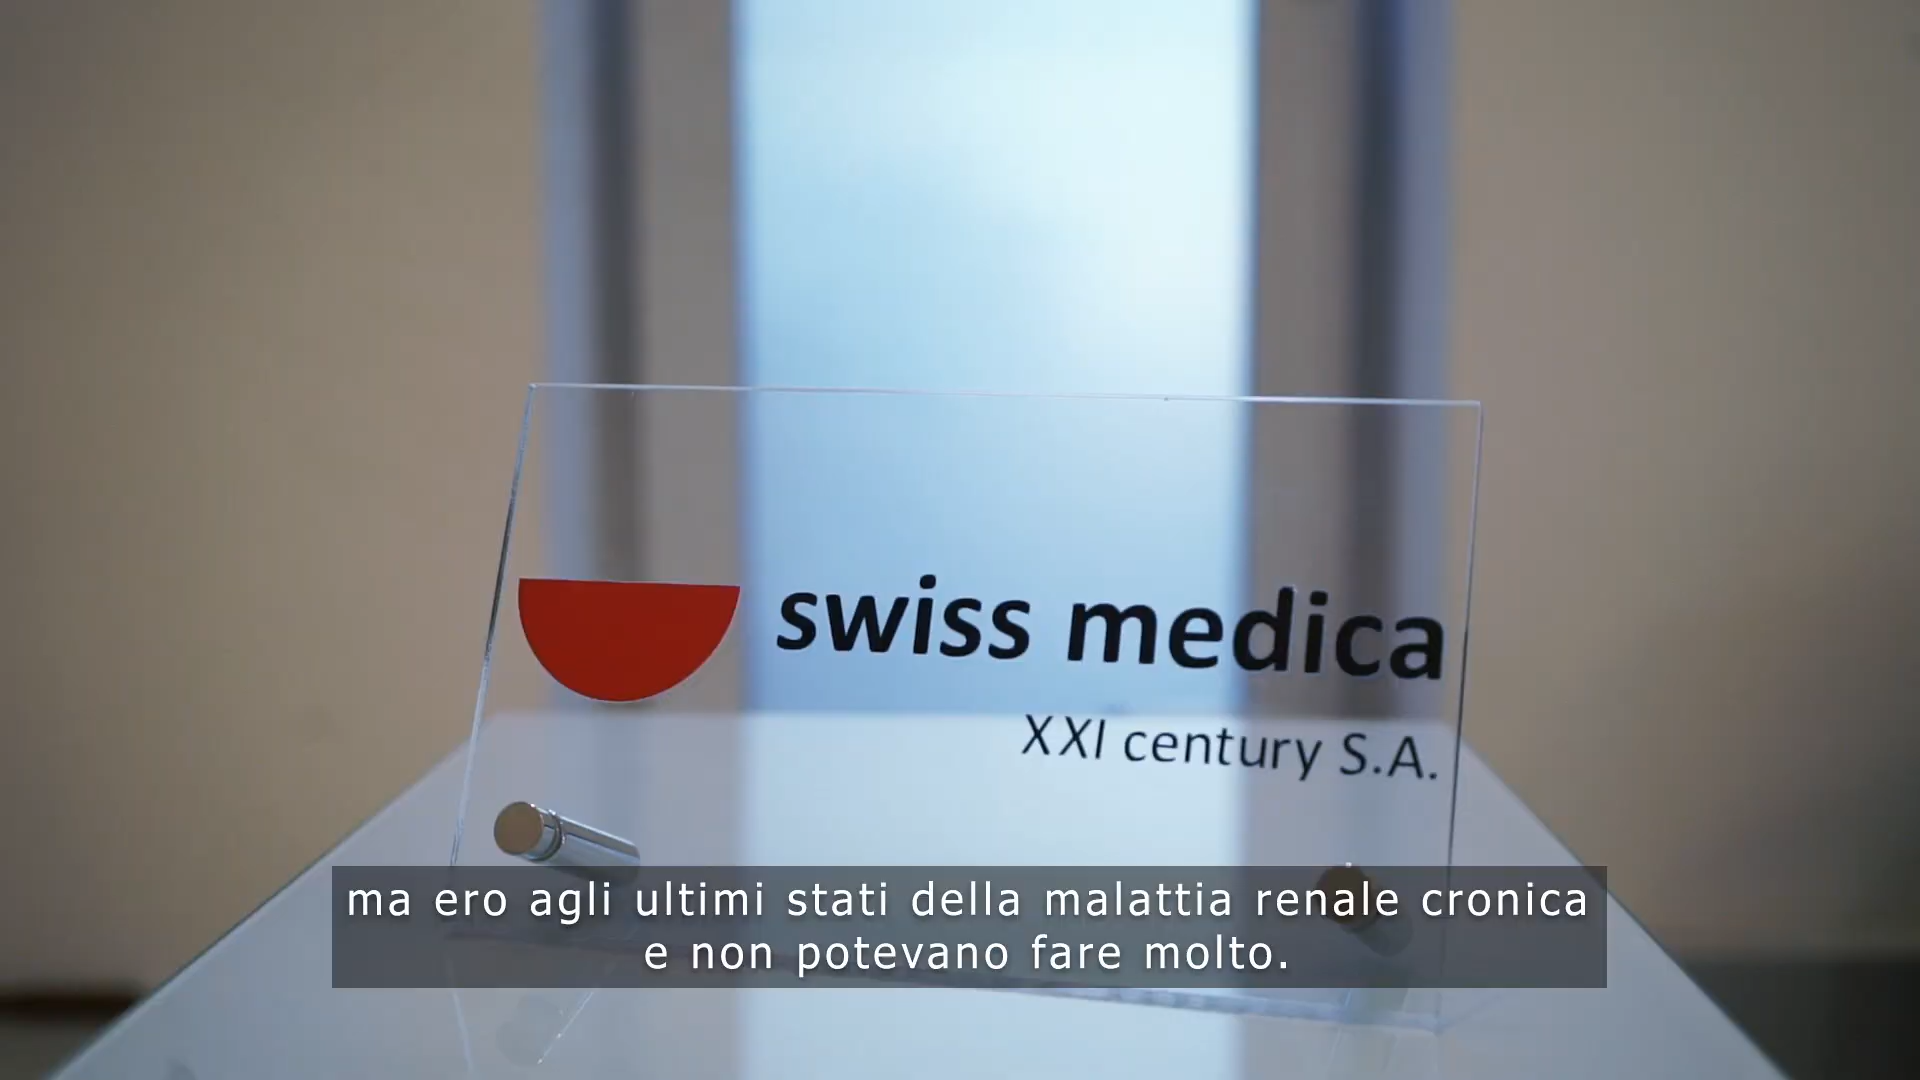 swiss medica
XXI century S.A.
ma ero agli ultimi stati della malattia renale cronica
e non potevano fare molto.